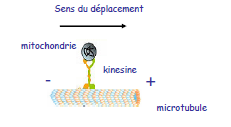 Sens du déplacement
mitochondrie
kinesine
- +
microtubule